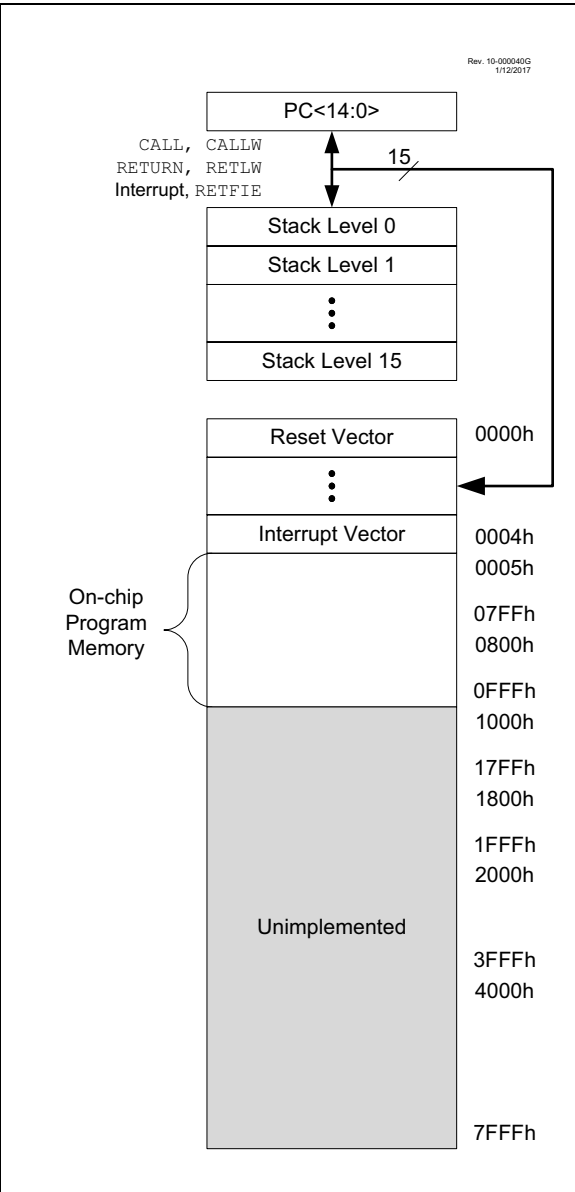 Rev. 10-000040G
1/12/2017
PC<14:0>
CALL, CALLW
RETURN, RETLW
Interrupt, RETFIE
15
Stack Level 0
Stack Level 1
Stack Level 15
Reset Vector
0000h
Interrupt Vector
0004h
0005h
On-chip
Program
Memory
07FFh
0800h
0FFFh
1000h
17FFh
1800h
1FFFh
2000h
Unimplemented
3FFFh
4000h
7FFFh